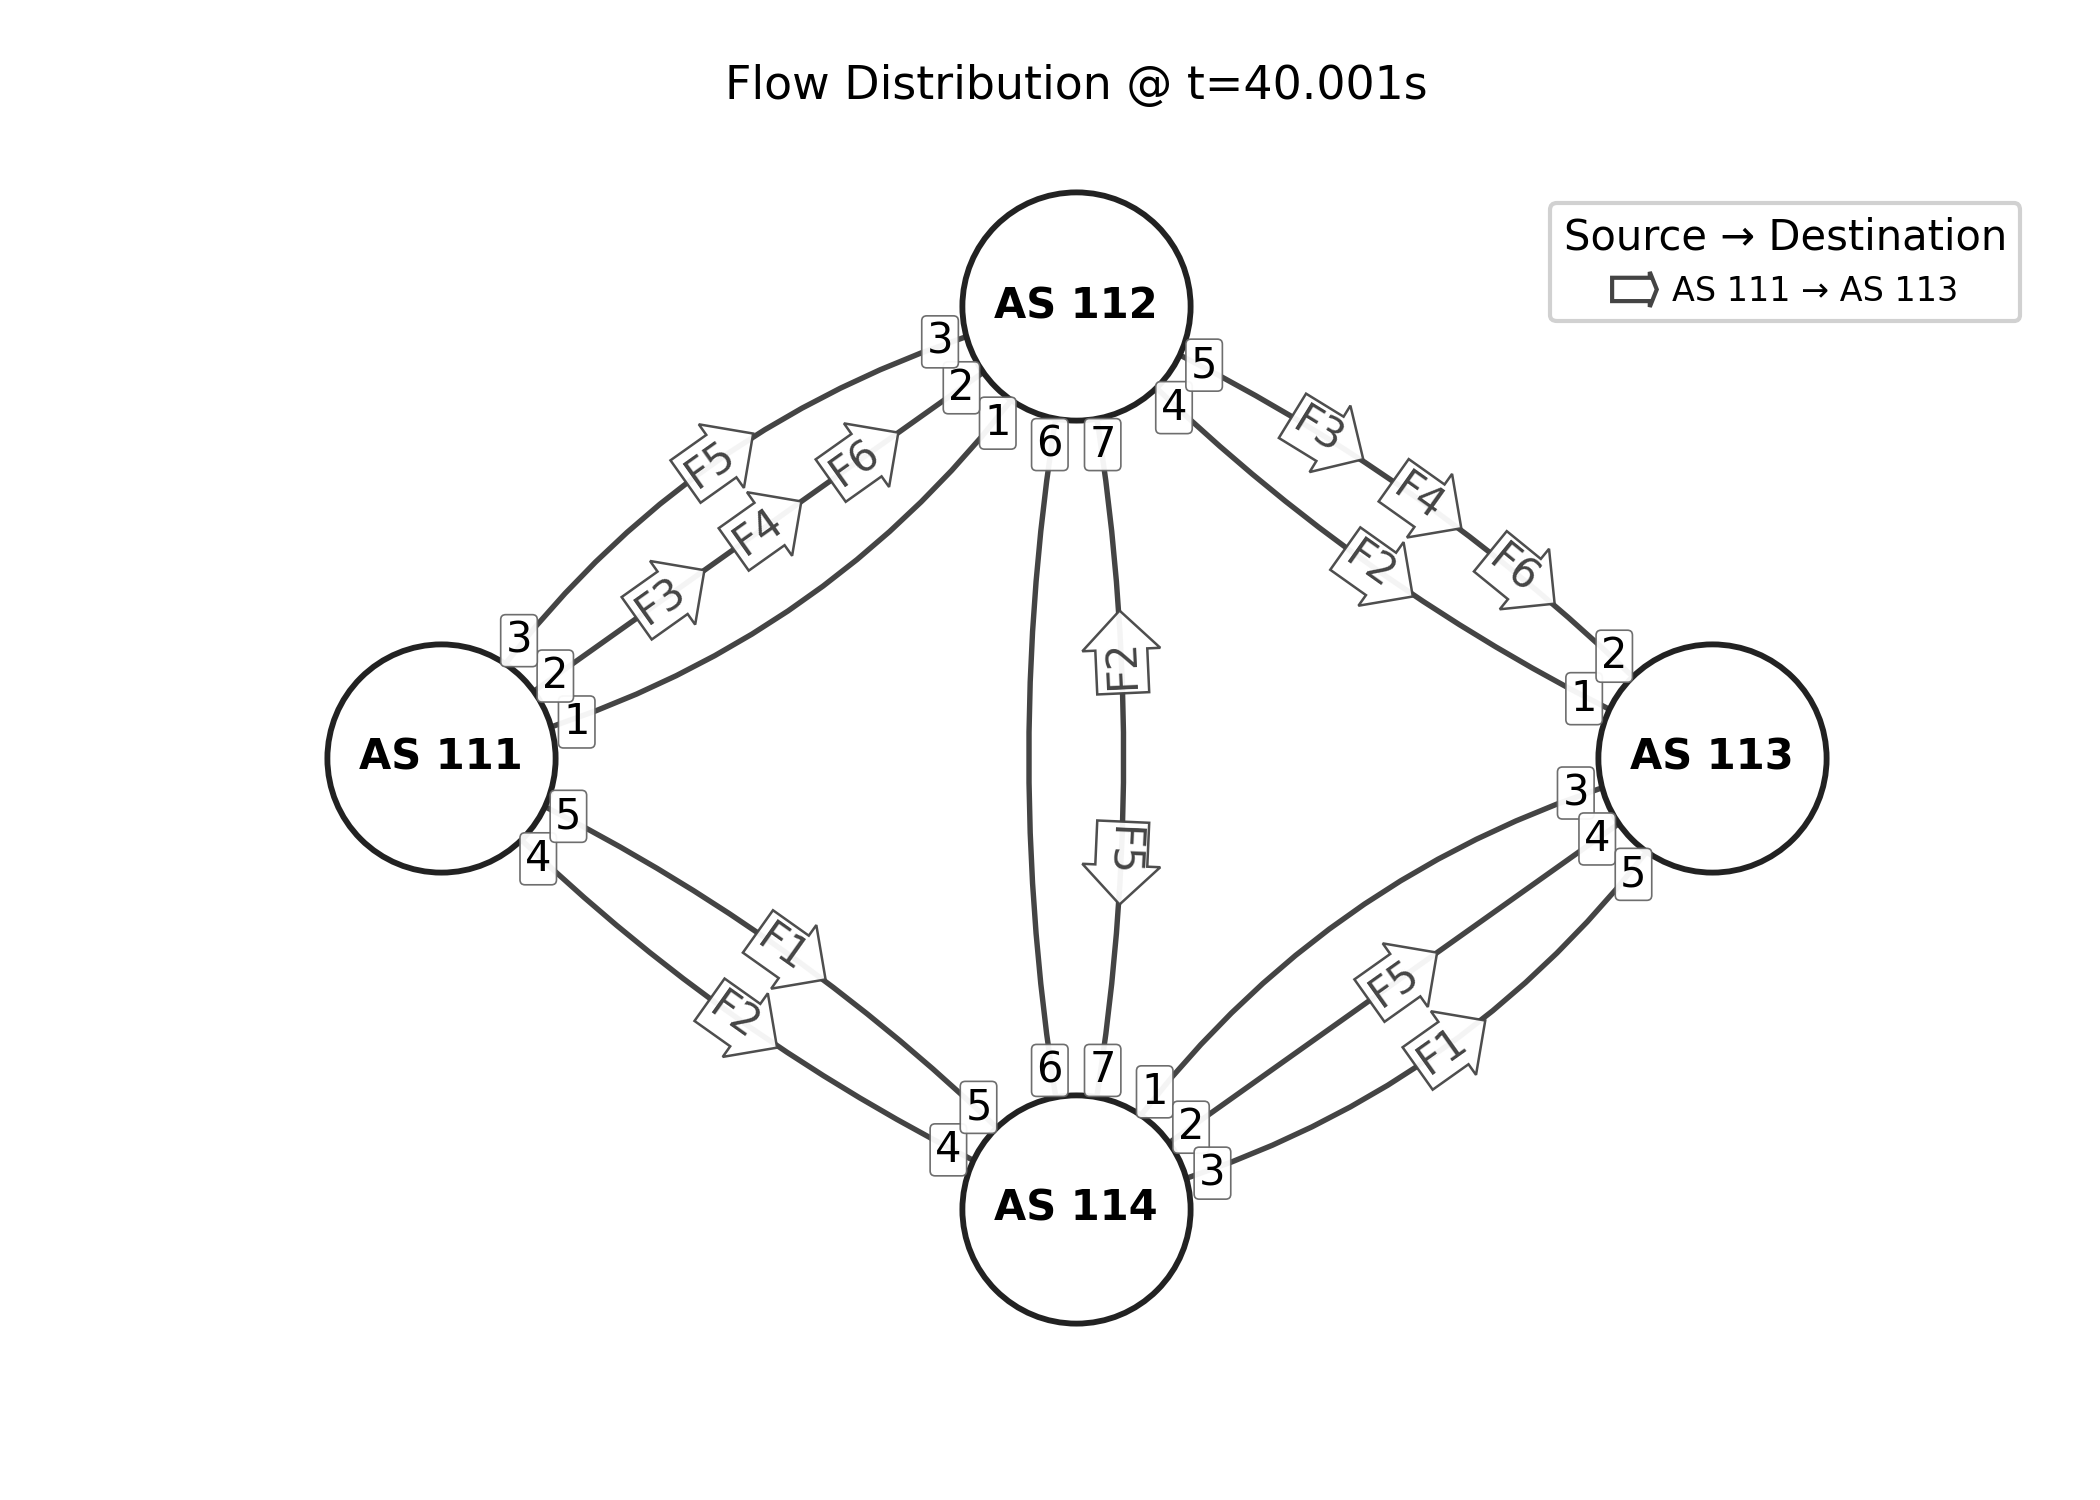 Flow Distribution @ t=40.001s
Source → Destination
AS 111 → AS 113
AS 112
3
2
1
6
7
4
5
F5
F6
F4
F3
F3
F4
F6
F2
3
2
1
2
1
AS 111
AS 113
5
4
3
4
5
F2
F5
F1
F2
F5
F1
5
4
6
7
1
2
3
AS 114